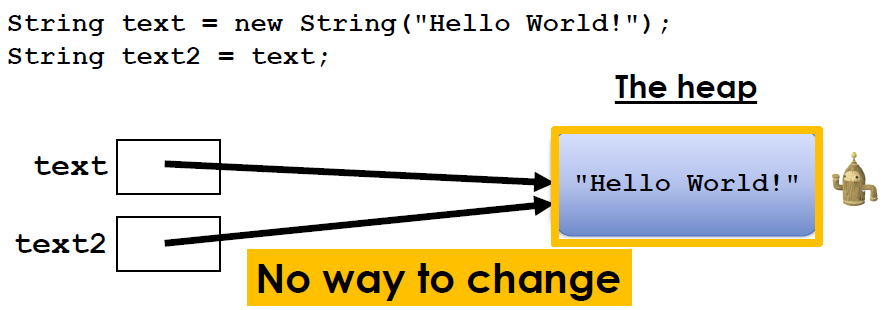 String text = new String("Hello World!");
String text2 = text;
The heap
text
"Hello World!"
text2
No way to change